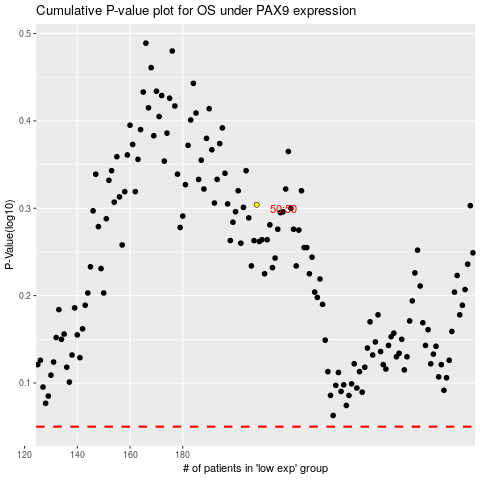 Cumulative P-value plot for OS under PAX9 expression
P-Value(log10)
0.5
0.4
0.3
0.2
0.1
50:50
120 140 160 180
# of patients in 'low exp' group